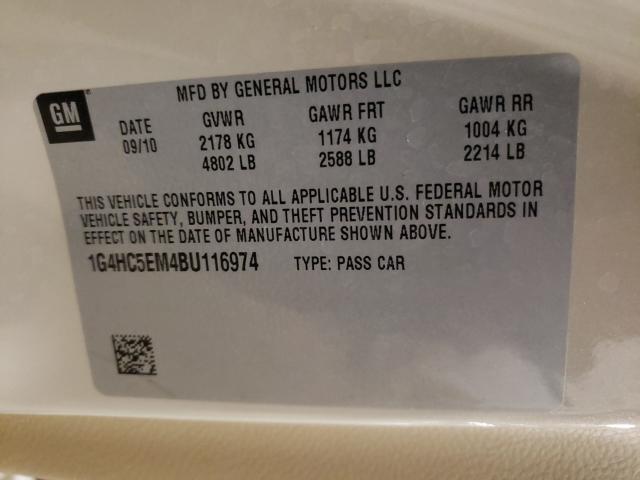 GM
MFD BY GENERAL MOTORS LLC
DATE GVWR GAWR FRT GAWR RR
09/10 2178 KG 1174 KG 1004 KG
4802 LB 2588 LB 2214 LB
THIS VEHICLE CONFORMS TO ALL APPLICABLE U.S. FEDERAL MOTOR
VEHICLE SAFETY, BUMPER, AND THEFT PREVENTION STANDARDS IN
EFFECT ON THE DATE OF MANUFACTURE SHOWN ABOVE.
1G4HC5EM4BU116974 TYPE: PASS CAR